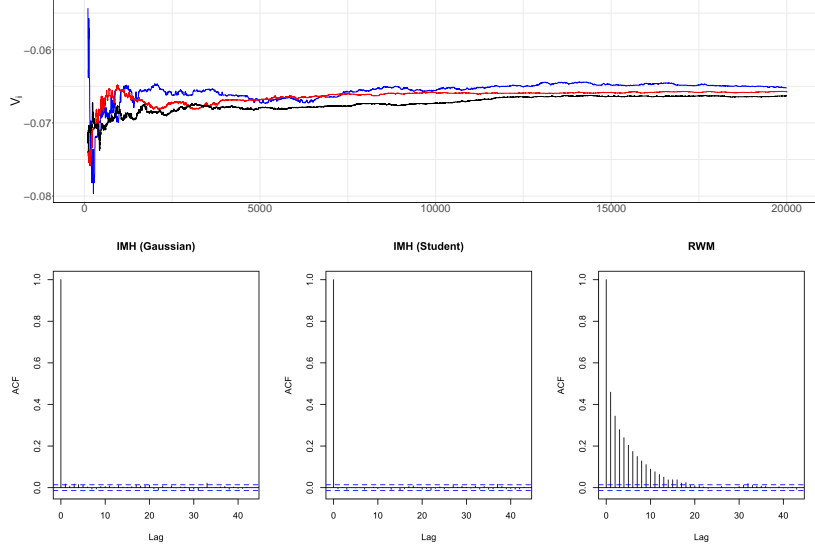 −0.06
−0.07
−0.08
Vi
0 5000 10000 15000 20000
IMH (Gaussian) IMH (Student) RWM
1.0 1.0 1.0
0.8 0.8 0.8
0.6 0.6 0.6
ACF ACF ACF
0.4 0.4 0.4
0.2 0.2 0.2
0.0 0.0 0.0
0 10 20 30 40 0 10 20 30 40 0 10 20 30 40
Lag Lag Lag